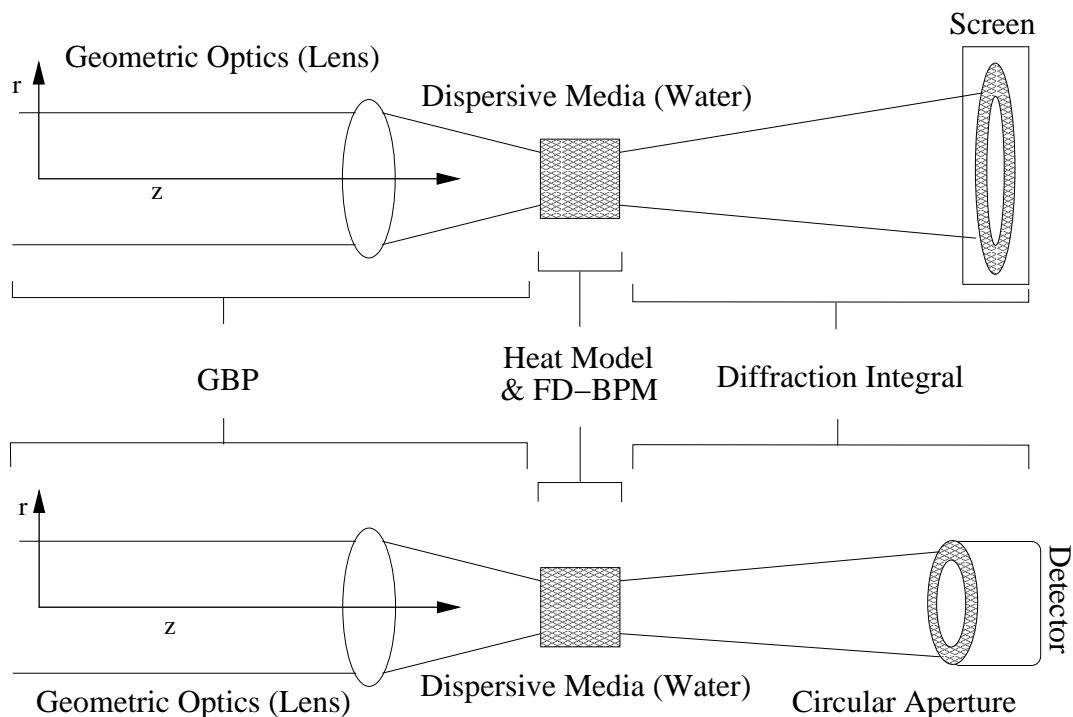 Screen
Geometric Optics (Lens)
r
Dispersive Media (Water)
z
GBP
Heat Model
& FD−BPM
Diffraction Integral
r
z
Detector
Geometric Optics (Lens)
Dispersive Media (Water)
Circular Aperture